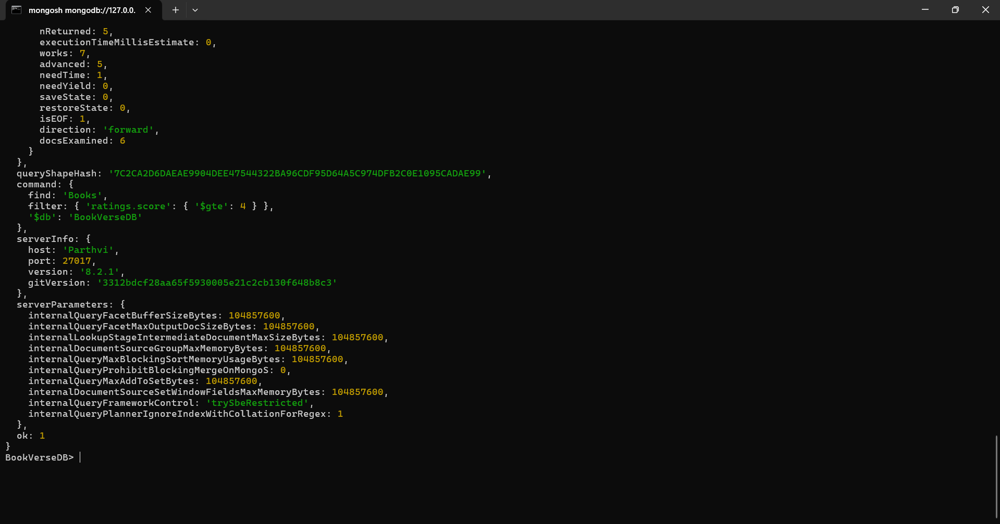 mongosh mongodb://127.0.0.
nReturned: 5,
executionTimeMillisEstimate: 0,
works: 7,
advanced: 5,
needTime: 1,
needYield: 0,
saveState: 0,
restoreState: 0,
isEOF: 1,
direction: 'forward',
docsExamined: 6
}
},
queryShapeHash: '7C2CA2D6DAEAE9904DEE47544322BA96CDF95D64A5C974DFB2C0E1095CADAE99',
command: {
find: 'Books',
filter: { 'ratings.score': { '$gte': 4 } },
'$db': 'BookVerseDB'
},
serverInfo: {
host: 'Parthvi',
port: 27017,
version: '8.2.1',
gitVersion: '3312bdcf28aa65f5930005e21c2cb130f648b8c3'
},
serverParameters: {
internalQueryFacetBufferSizeBytes: 104857600,
internalQueryFacetMaxOutputDocSizeBytes: 104857600,
internalLookupStageIntermediateDocumentMaxSizeBytes: 104857600,
internalDocumentSourceGroupMaxMemoryBytes: 104857600,
internalQueryMaxBlockingSortMemoryUsageBytes: 104857600,
internalQueryProhibitBlockingMergeOnMongoS: 0,
internalQueryMaxAddToSetBytes: 104857600,
internalDocumentSourceSetWindowFieldsMaxMemoryBytes: 104857600,
internalQueryFrameworkControl: 'trySbeRestricted',
internalQueryPlannerIgnoreIndexWithCollationForRegex: 1
},
ok: 1
}
BookVerseDB>